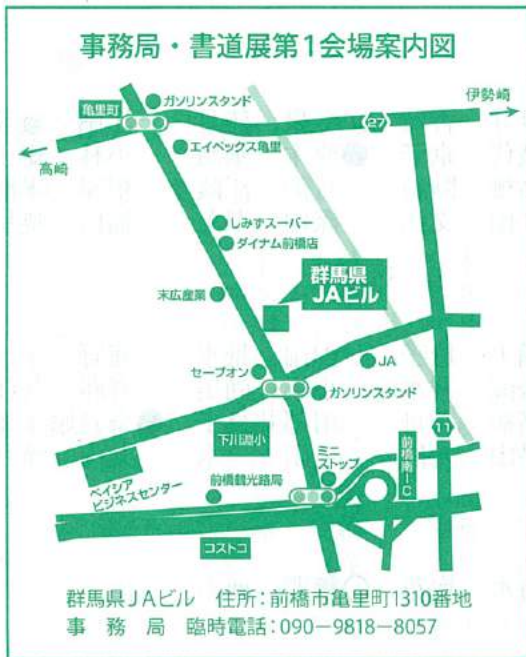 事務局・書道展第1会場案内図
ガソリンスタンド
亀里町
伊勢崎
27
高崎
エイペックス亀里
しみずスーパー
ダイナム前橋店
群馬県
JAビル
末広産業
セーブオン
JA
ガソリンスタンド
下川淵小
11
ミニ
ストップ
前橋南IC
ベイシア
ビジネスセンター
前橋観光路局
コストコ
群馬県JAビル　住所：前橋市亀里町1310番地
事務局　臨時電話：090－9818－8057